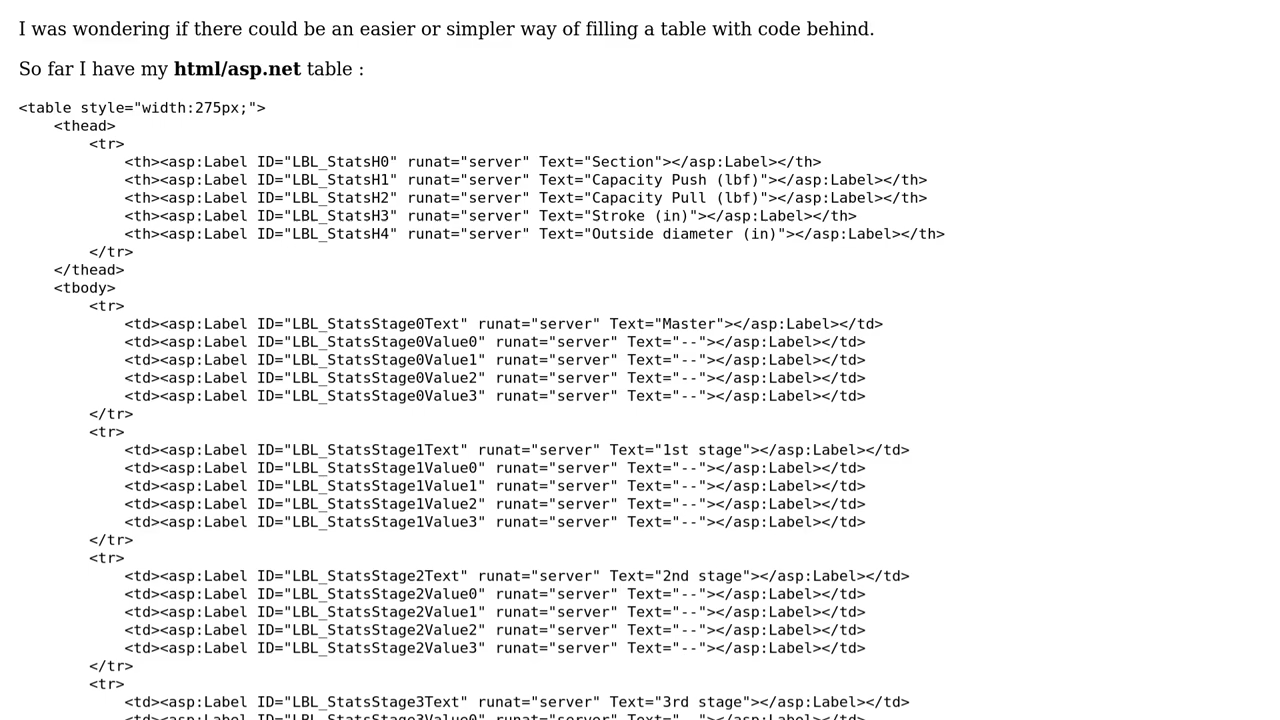 I was wondering if there could be an easier or simpler way of filling a table with code behind.
So far I have my html/asp.net table :
<table style="width:275px;">
    <thead>
        <tr>
            <th><asp:Label ID="LBL_StatsH0" runat="server" Text="Section"></asp:Label></th>
            <th><asp:Label ID="LBL_StatsH1" runat="server" Text="Capacity Push (lbf)"></asp:Label></th>
            <th><asp:Label ID="LBL_StatsH2" runat="server" Text="Capacity Pull (lbf)"></asp:Label></th>
            <th><asp:Label ID="LBL_StatsH3" runat="server" Text="Stroke (in)"></asp:Label></th>
            <th><asp:Label ID="LBL_StatsH4" runat="server" Text="Outside diameter (in)"></asp:Label></th>
        </tr>
    </thead>
    <tbody>
        <tr>
            <td><asp:Label ID="LBL_StatsStage0Text" runat="server" Text="Master"></asp:Label></td>
            <td><asp:Label ID="LBL_StatsStage0Value0" runat="server" Text="--"></asp:Label></td>
            <td><asp:Label ID="LBL_StatsStage0Value1" runat="server" Text="--"></asp:Label></td>
            <td><asp:Label ID="LBL_StatsStage0Value2" runat="server" Text="--"></asp:Label></td>
            <td><asp:Label ID="LBL_StatsStage0Value3" runat="server" Text="--"></asp:Label></td>
        </tr>
        <tr>
            <td><asp:Label ID="LBL_StatsStage1Text" runat="server" Text="1st stage"></asp:Label></td>
            <td><asp:Label ID="LBL_StatsStage1Value0" runat="server" Text="--"></asp:Label></td>
            <td><asp:Label ID="LBL_StatsStage1Value1" runat="server" Text="--"></asp:Label></td>
            <td><asp:Label ID="LBL_StatsStage1Value2" runat="server" Text="--"></asp:Label></td>
            <td><asp:Label ID="LBL_StatsStage1Value3" runat="server" Text="--"></asp:Label></td>
        </tr>
        <tr>
            <td><asp:Label ID="LBL_StatsStage2Text" runat="server" Text="2nd stage"></asp:Label></td>
            <td><asp:Label ID="LBL_StatsStage2Value0" runat="server" Text="--"></asp:Label></td>
            <td><asp:Label ID="LBL_StatsStage2Value1" runat="server" Text="--"></asp:Label></td>
            <td><asp:Label ID="LBL_StatsStage2Value2" runat="server" Text="--"></asp:Label></td>
            <td><asp:Label ID="LBL_StatsStage2Value3" runat="server" Text="--"></asp:Label></td>
        </tr>
        <tr>
            <td><asp:Label ID="LBL_StatsStage3Text" runat="server" Text="3rd stage"></asp:Label></td>